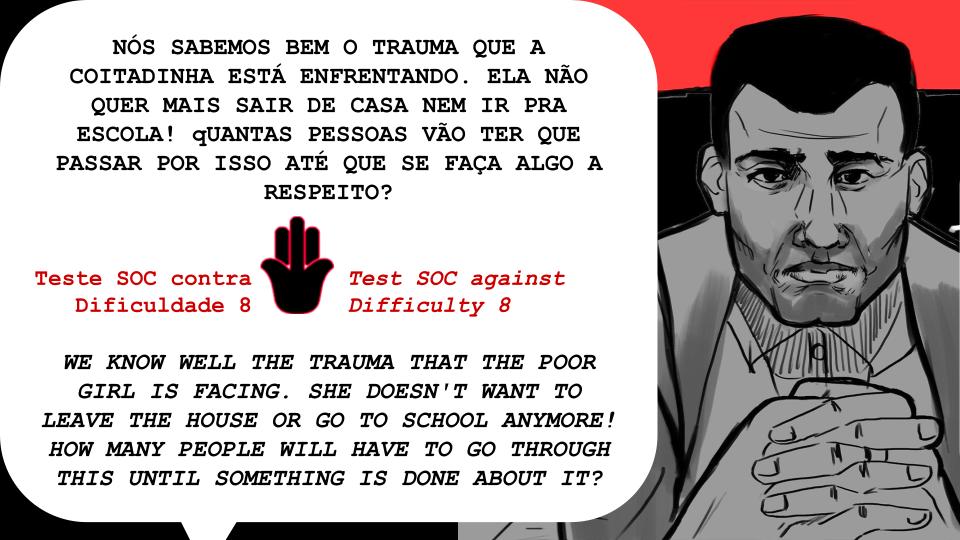 NÓS SABEMOS BEM O TRAUMA QUE A
COITADINHA ESTÁ ENFRENTANDO. ELA NÃO
QUER MAIS SAIR DE CASA NEM IR PRA
ESCOLA! qUANTAS PESSOAS VÃO TER QUE
PASSAR POR ISSO ATÉ QUE SE FAÇA ALGO A
RESPEITO?
Teste SOC contra
Dificuldade 8
Test SOC against
Difficulty 8
WE KNOW WELL THE TRAUMA THAT THE POOR
GIRL IS FACING. SHE DOESN'T WANT TO
LEAVE THE HOUSE OR GO TO SCHOOL ANYMORE!
HOW MANY PEOPLE WILL HAVE TO GO THROUGH
THIS UNTIL SOMETHING IS DONE ABOUT IT?